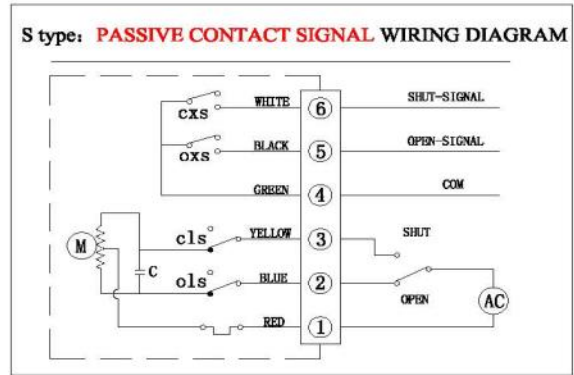 S type: PASSIVE CONTACT SIGNAL WIRING DIAGRAM
cxs WHITE 6 SHUT-SIGNAL
oxs BLACK 5 OPEN-SIGNAL
GREEN 4 COM
M cls YELLOW 3 SHUT
C ols BLUE 2 OPEN
AC
RED 1